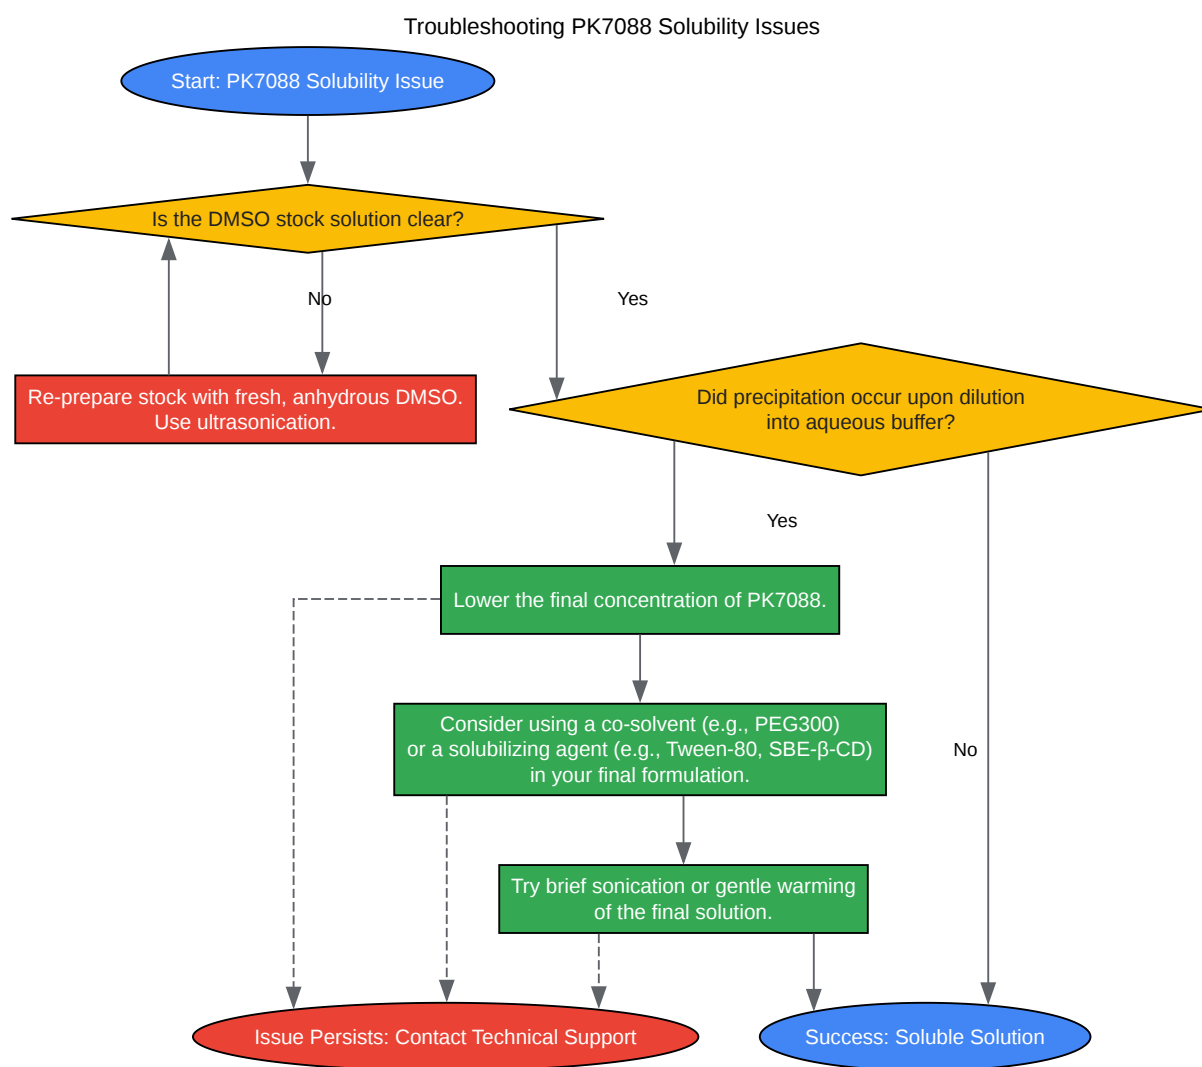 Troubleshooting PK7088 Solubility Issues
Start: PK7088 Solubility Issue
Is the DMSO stock solution clear?
No
Yes
Re-prepare stock with fresh, anhydrous DMSO.
Use ultrasonication.
Did precipitation occur upon dilution
into aqueous buffer?
Yes
Lower the final concentration of PK7088.
Consider using a co-solvent (e.g., PEG300)
or a solubilizing agent (e.g., Tween-80, SBE-β-CD)
in your final formulation.
No
Try brief sonication or gentle warming
of the final solution.
Issue Persists: Contact Technical Support
Success: Soluble Solution